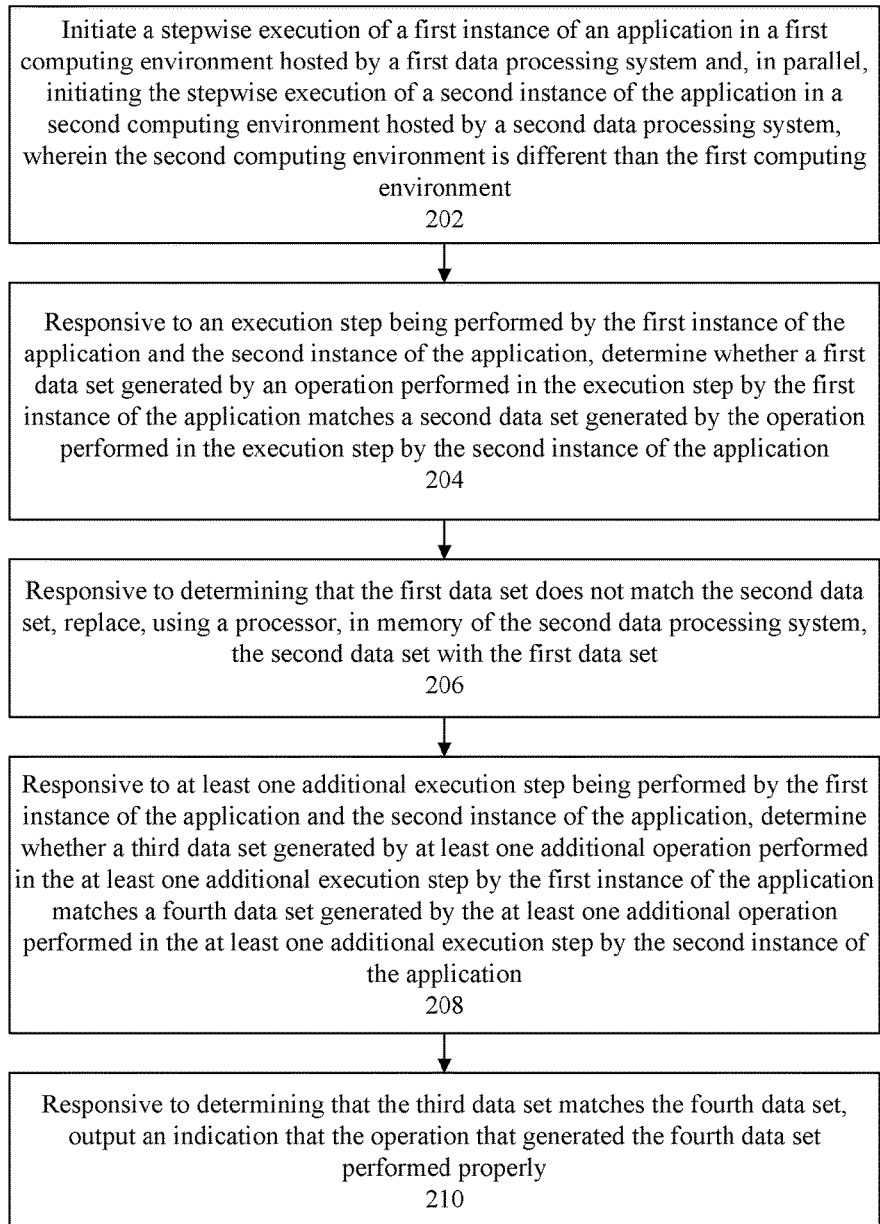 Initiate a stepwise execution of a first instance of an application in a first
computing environment hosted by a first data processing system and, in parallel,
initiating the stepwise execution of a second instance of the application in a
second computing environment hosted by a second data processing system,
wherein the second computing environment is different than the first computing
environment
202
Responsive to an execution step being performed by the first instance of the
application and the second instance of the application, determine whether a first
data set generated by an operation performed in the execution step by the first
instance of the application matches a second data set generated by the operation
performed in the execution step by the second instance of the application
204
Responsive to determining that the first data set does not match the second data
set, replace, using a processor, in memory of the second data processing system,
the second data set with the first data set
206
Responsive to at least one additional execution step being performed by the first
instance of the application and the second instance of the application, determine
whether a third data set generated by at least one additional operation performed
in the at least one additional execution step by the first instance of the application
matches a fourth data set generated by the at least one additional operation
performed in the at least one additional execution step by the second instance of
the application
208
Responsive to determining that the third data set matches the fourth data set,
output an indication that the operation that generated the fourth data set
performed properly
210